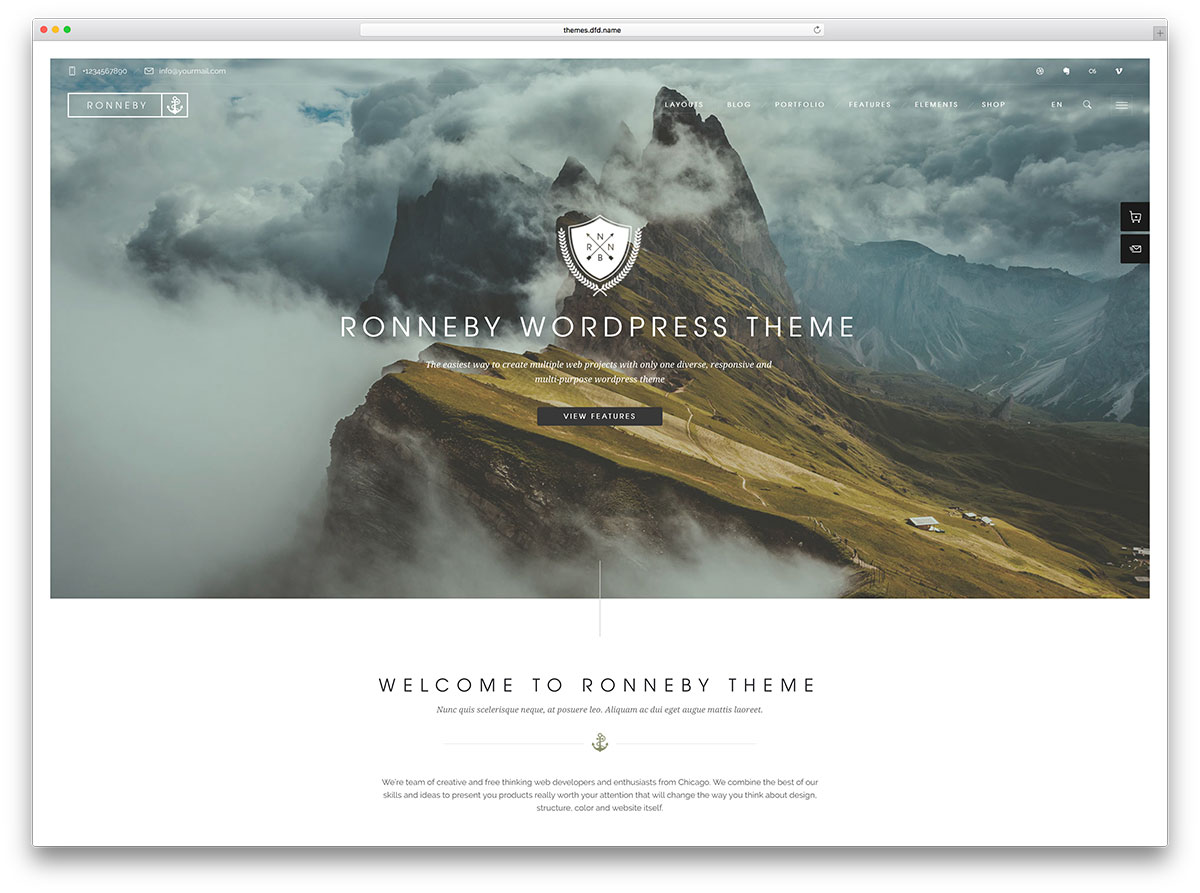 themes.dfd.name
+1234567890 info@yourmail.com
RONNEBY
LAYOUTS BLOG PORTFOLIO FEATURES ELEMENTS SHOP EN
N
R N
B
RONNEBY WORDPRESS THEME
The easiest way to create multiple web projects with only one diverse, responsive and
multi-purpose wordpress theme
VIEW FEATURES
WELCOME TO RONNEBY THEME
Nunc quis scelerisque neque, at posuere leo. Aliquam ac dui eget augue mattis laoreet.
We're team of creative and free thinking web developers and enthusiasts from Chicago. We combine the best of our
skills and ideas to present you products really worth your attention that will change the way you think about design,
structure, color and website itself.